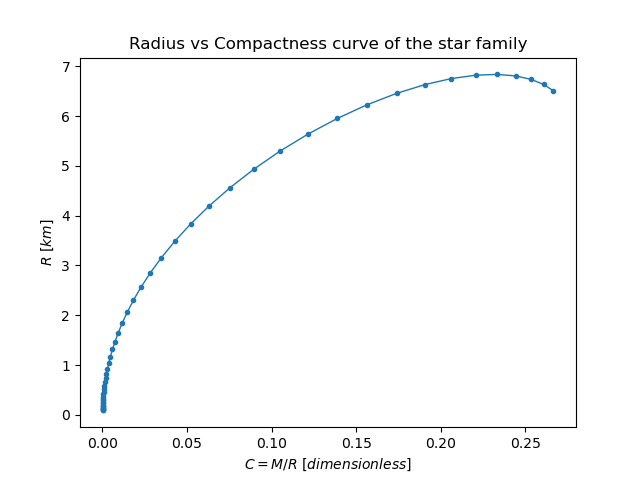 Radius vs Compactness curve of the star family
7
6
5
4
3
2
1
0
R [km]
0.00 0.05 0.10 0.15 0.20 0.25
C = M/R [dimensionless]